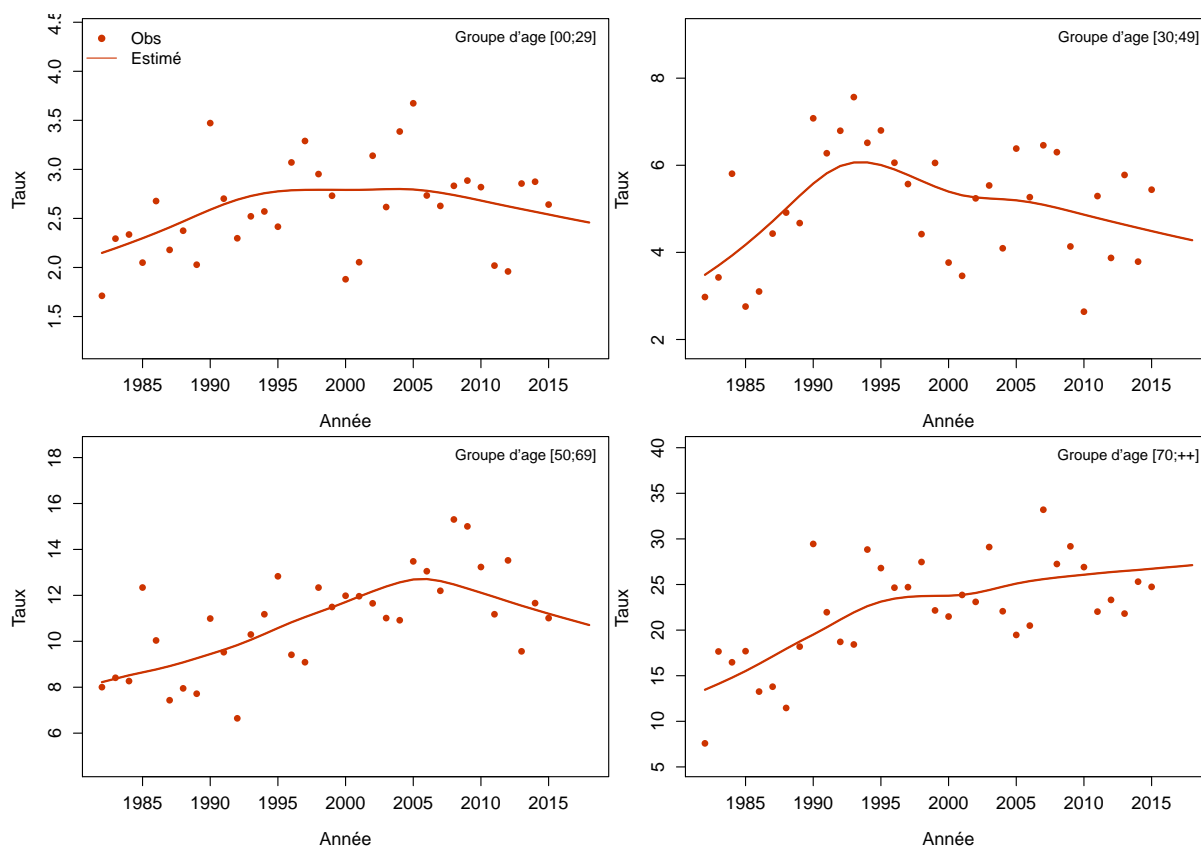 Obs
Estimé
Groupe d'age [00;29]
Taux
4.5
4.0
3.5
3.0
2.5
2.0
1.5
1985 1990 1995 2000 2005 2010 2015
Année
Groupe d'age [30;49]
Taux
8
6
4
2
1985 1990 1995 2000 2005 2010 2015
Année
Groupe d'age [50;69]
Taux
18
16
14
12
10
8
6
1985 1990 1995 2000 2005 2010 2015
Année
Groupe d'age [70;++]
Taux
40
35
30
25
20
15
10
5
1985 1990 1995 2000 2005 2010 2015
Année